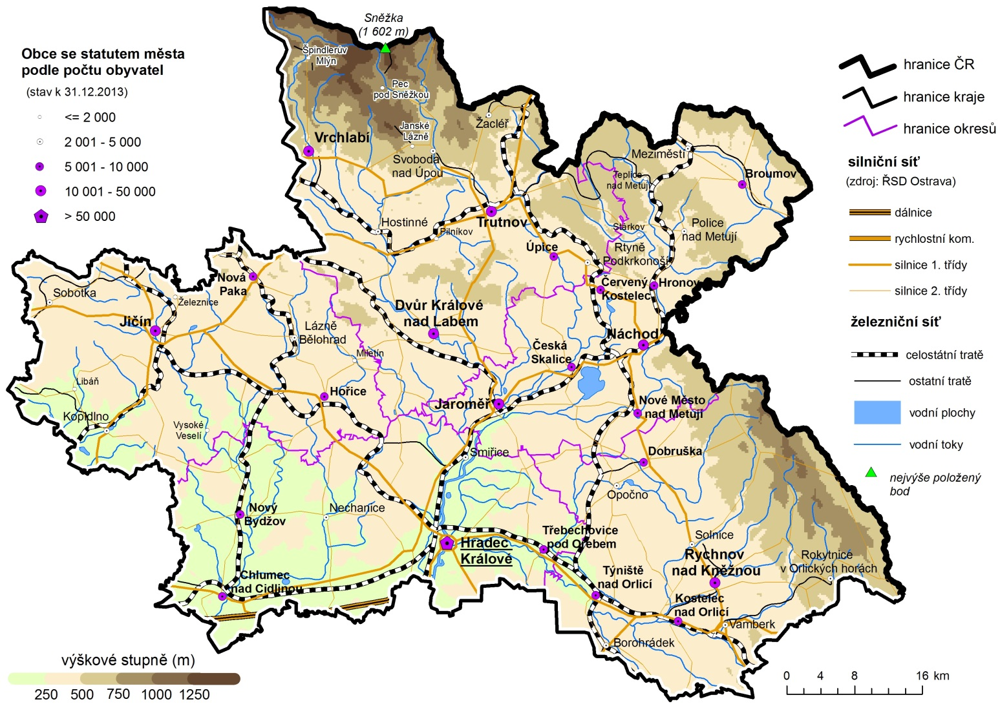 Obce se statutem města
podle počtu obyvatel
(stav k 31.12.2013)
<= 2 000
2 001 - 5 000
5 001 - 10 000
10 001 - 50 000
> 50 000
Sněžka
(1 602 m)
Špindlerův
Mlýn
Pec
pod Sněžkou
Janské
Lázně
Vrchlabí
Svoboda
nad Úpou
Žacléř
Meziměstí
Teplice
nad Metují
Broumov
Hostinné
Pilníkov
Trutnov
Stárkov
Police
nad Metují
Úpice
Rtyně
v Podkrkonoší
Nová
Paka
Červený
Kostelec
Hronov
Sobotka
Železnice
Jičín
Lázně
Bělohrad
Dvůr Králové
nad Labem
Miletín
Česká
Skalice
Náchod
Libáň
Hořice
Jaroměř
Nové Město
nad Metují
Kopidlno
Vysoké
Veselí
Smiřice
Dobruška
Opočno
Nový
Bydžov
Nechanice
Třebechovice
pod Orebem
Solnice
Hradec
Králové
Rychnov
nad Kněžnou
Rokytnice
v Orlických horách
Chlumec
nad Cidlinou
Týniště
nad Orlicí
Kostelec
nad Orlicí
Vamberk
Borohrádek
hranice ČR
hranice kraje
hranice okresů
silniční síť
(zdroj: ŘSD Ostrava)
dálnice
rychlostní kom.
silnice 1. třídy
silnice 2. třídy
železniční síť
celostátní tratě
ostatní tratě
vodní plochy
vodní toky
nejvýše položený
bod
výškové stupně (m)
250 500 750 1000 1250
0 4 8 16 km